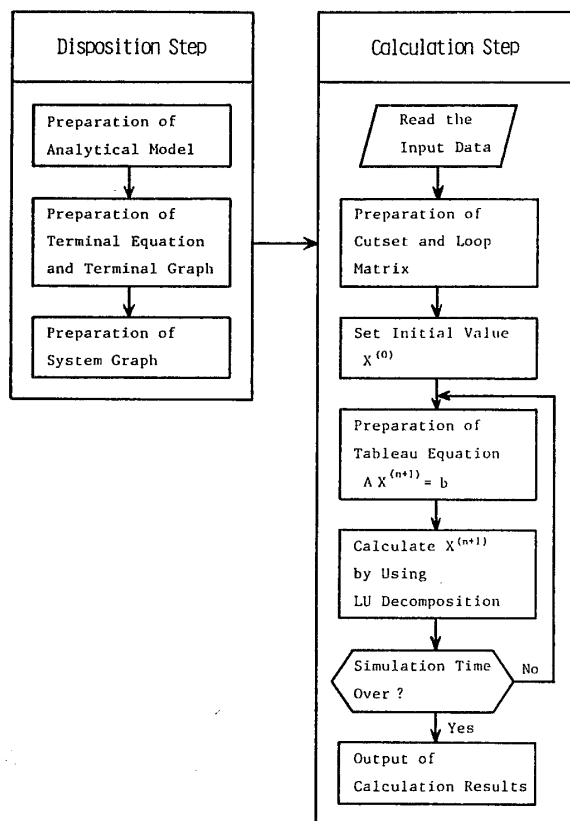 Disposition Step
Preparation of
Analytical Model
Preparation of
Terminal Equation
and Terminal Graph
Preparation of
System Graph
Calculation Step
Read the
Input Data
Preparation of
Cutset and Loop
Matrix
Set Initial Value
X^(0)
Preparation of
Tableau Equation
A X^(n+1) = b
Calculate X^(n+1)
by Using
LU Decomposition
Simulation Time
Over ?
No
Yes
Output of
Calculation Results